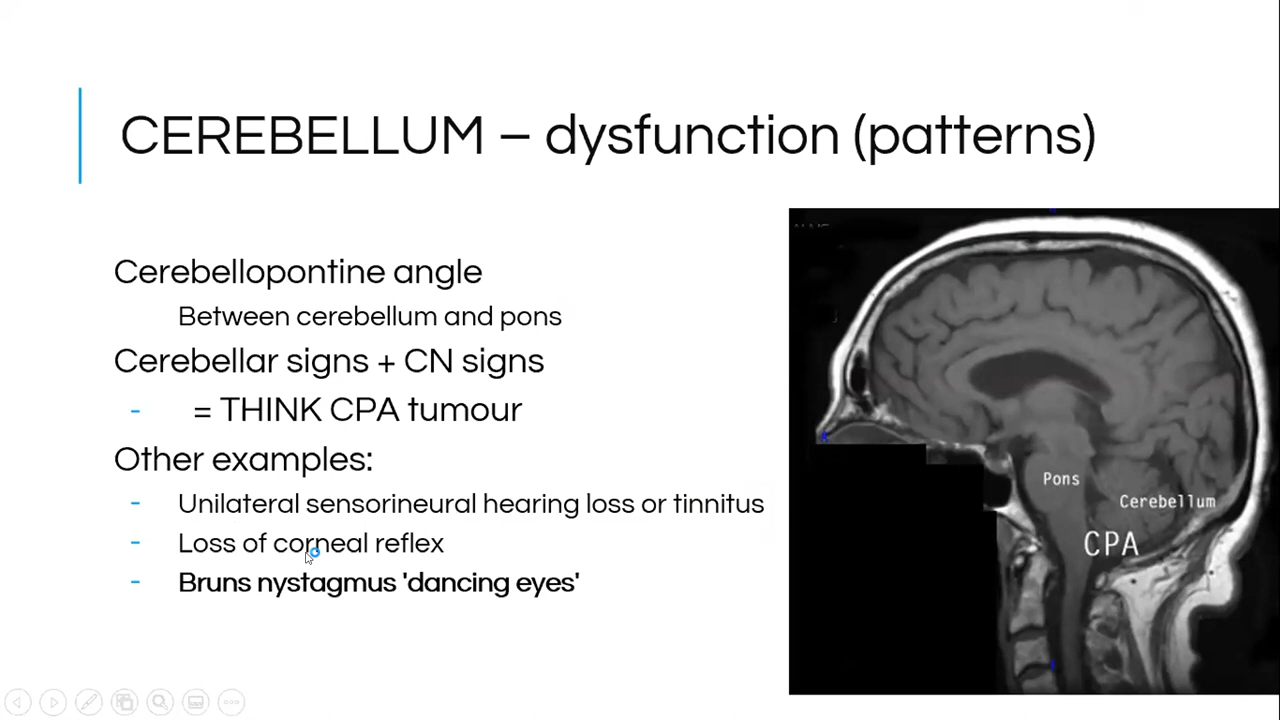 CEREBELLUM – dysfunction (patterns)
Cerebellopontine angle
Between cerebellum and pons
Cerebellar signs + CN signs
- = THINK CPA tumour
Other examples:
- Unilateral sensorineural hearing loss or tinnitus
- Loss of corneal reflex
- Bruns nystagmus 'dancing eyes'
Pons
Cerebellum
CPA